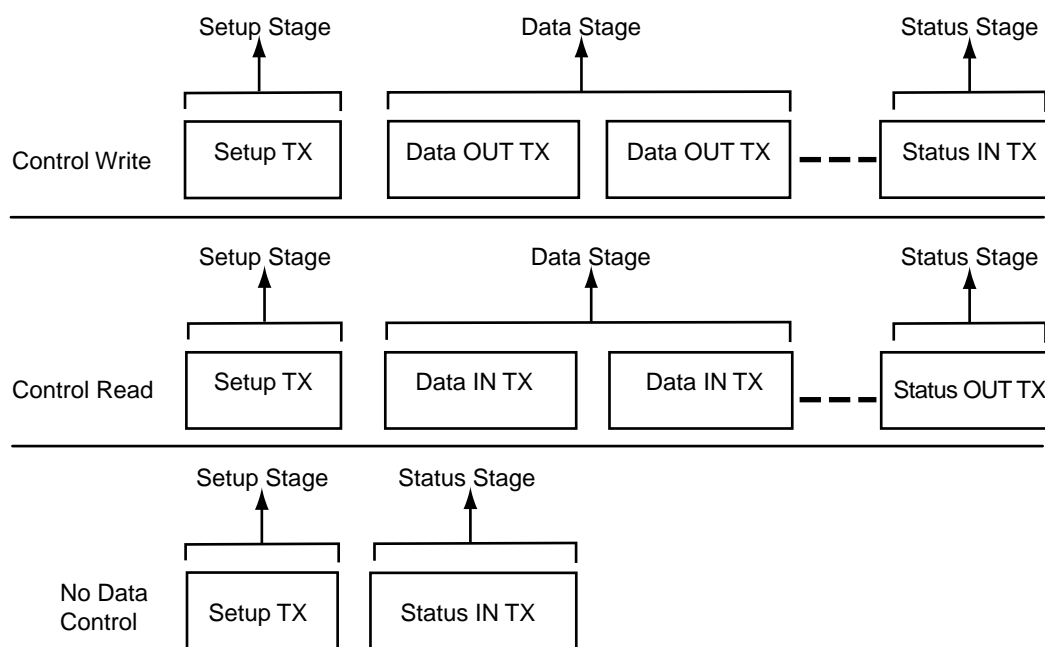 Setup Stage Data Stage Status Stage
Control Write Setup TX Data OUT TX Data OUT TX Status IN TX
Setup Stage Data Stage Status Stage
Control Read Setup TX Data IN TX Data IN TX Status OUT TX
Setup Stage Status Stage
No Data
Control
Setup TX Status IN TX